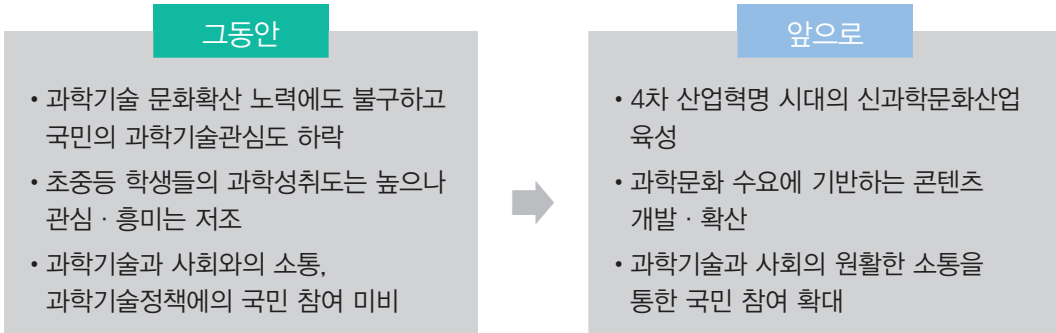 그동안
• 과학기술 문화확산 노력에도 불구하고
국민의 과학기술관심도 하락
• 초중등 학생들의 과학성취도는 높으나
관심 · 흥미는 저조
• 과학기술과 사회와의 소통,
과학기술정책에의 국민 참여 미비
앞으로
• 4차 산업혁명 시대의 신과학문화산업
육성
• 과학문화 수요에 기반하는 콘텐츠
개발 · 확산
• 과학기술과 사회의 원활한 소통을
통한 국민 참여 확대